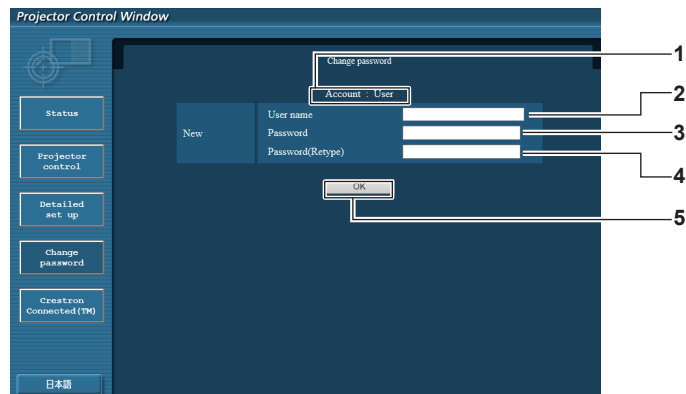 Projector Control Window
Change password
Account : User
New
User name
Password
Password(Retype)
OK
Status
Projector
control
Detailed
set up
Change
password
Crestron
Connected(TM)
日本語
1
2
3
4
5